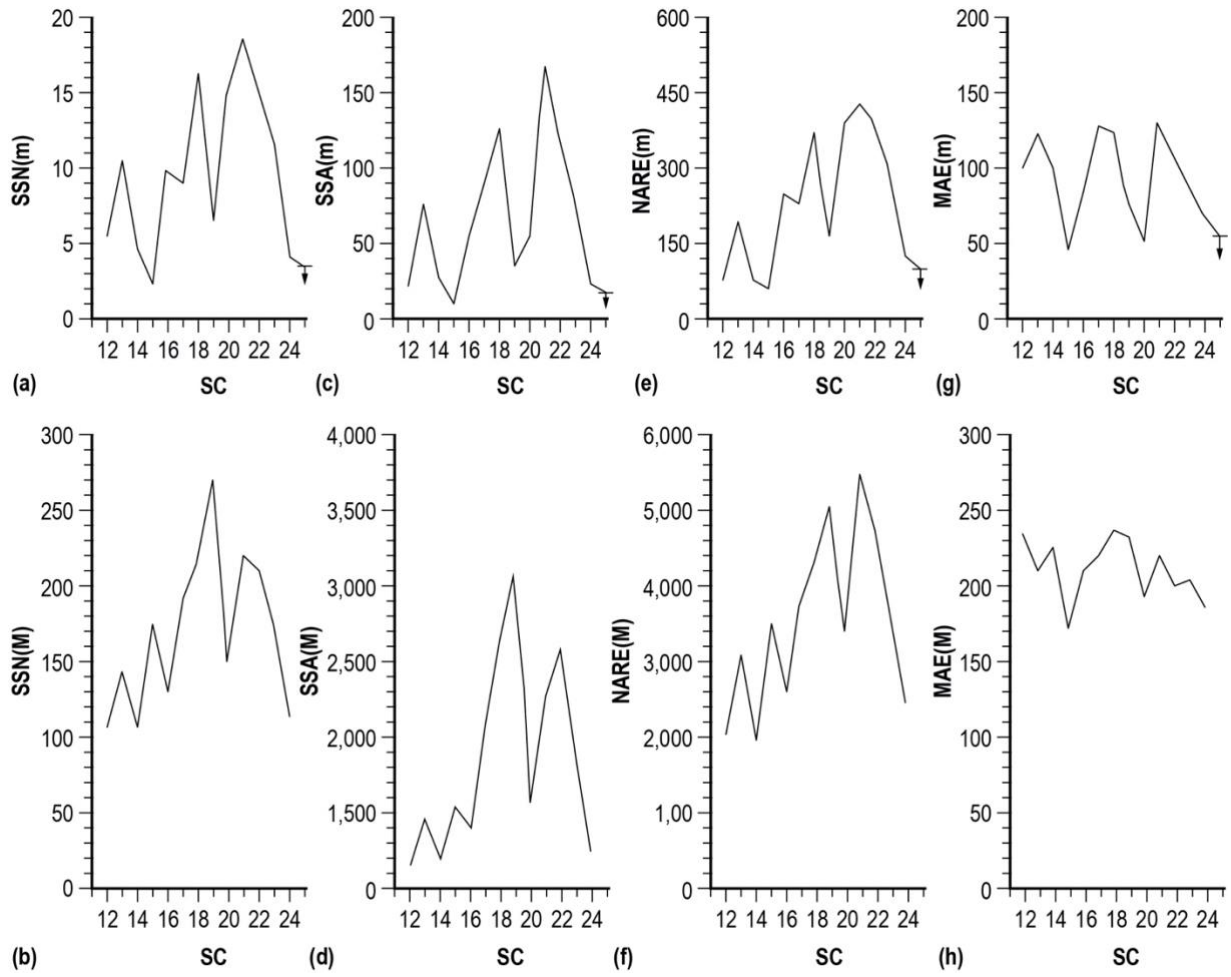 20
15
10
5
0
SSN(m)
12 14 16 18 20 22 24
(a)
SC
200
150
100
50
0
SSA(m)
12 14 16 18 20 22 24
(c)
SC
600
450
300
150
0
NARE(m)
12 14 16 18 20 22 24
(e)
SC
200
150
100
50
0
MAE(m)
12 14 16 18 20 22 24
(g)
SC
300
250
200
150
100
50
0
SSN(M)
12 14 16 18 20 22 24
(b)
SC
4,000
3,500
3,000
2,500
2,000
1,500
0
SSA(M)
12 14 16 18 20 22 24
(d)
SC
6,000
5,000
4,000
3,000
2,000
1,00
0
NARE(M)
12 14 16 18 20 22 24
(f)
SC
300
250
200
150
100
50
0
MAE(M)
12 14 16 18 20 22 24
(h)
SC